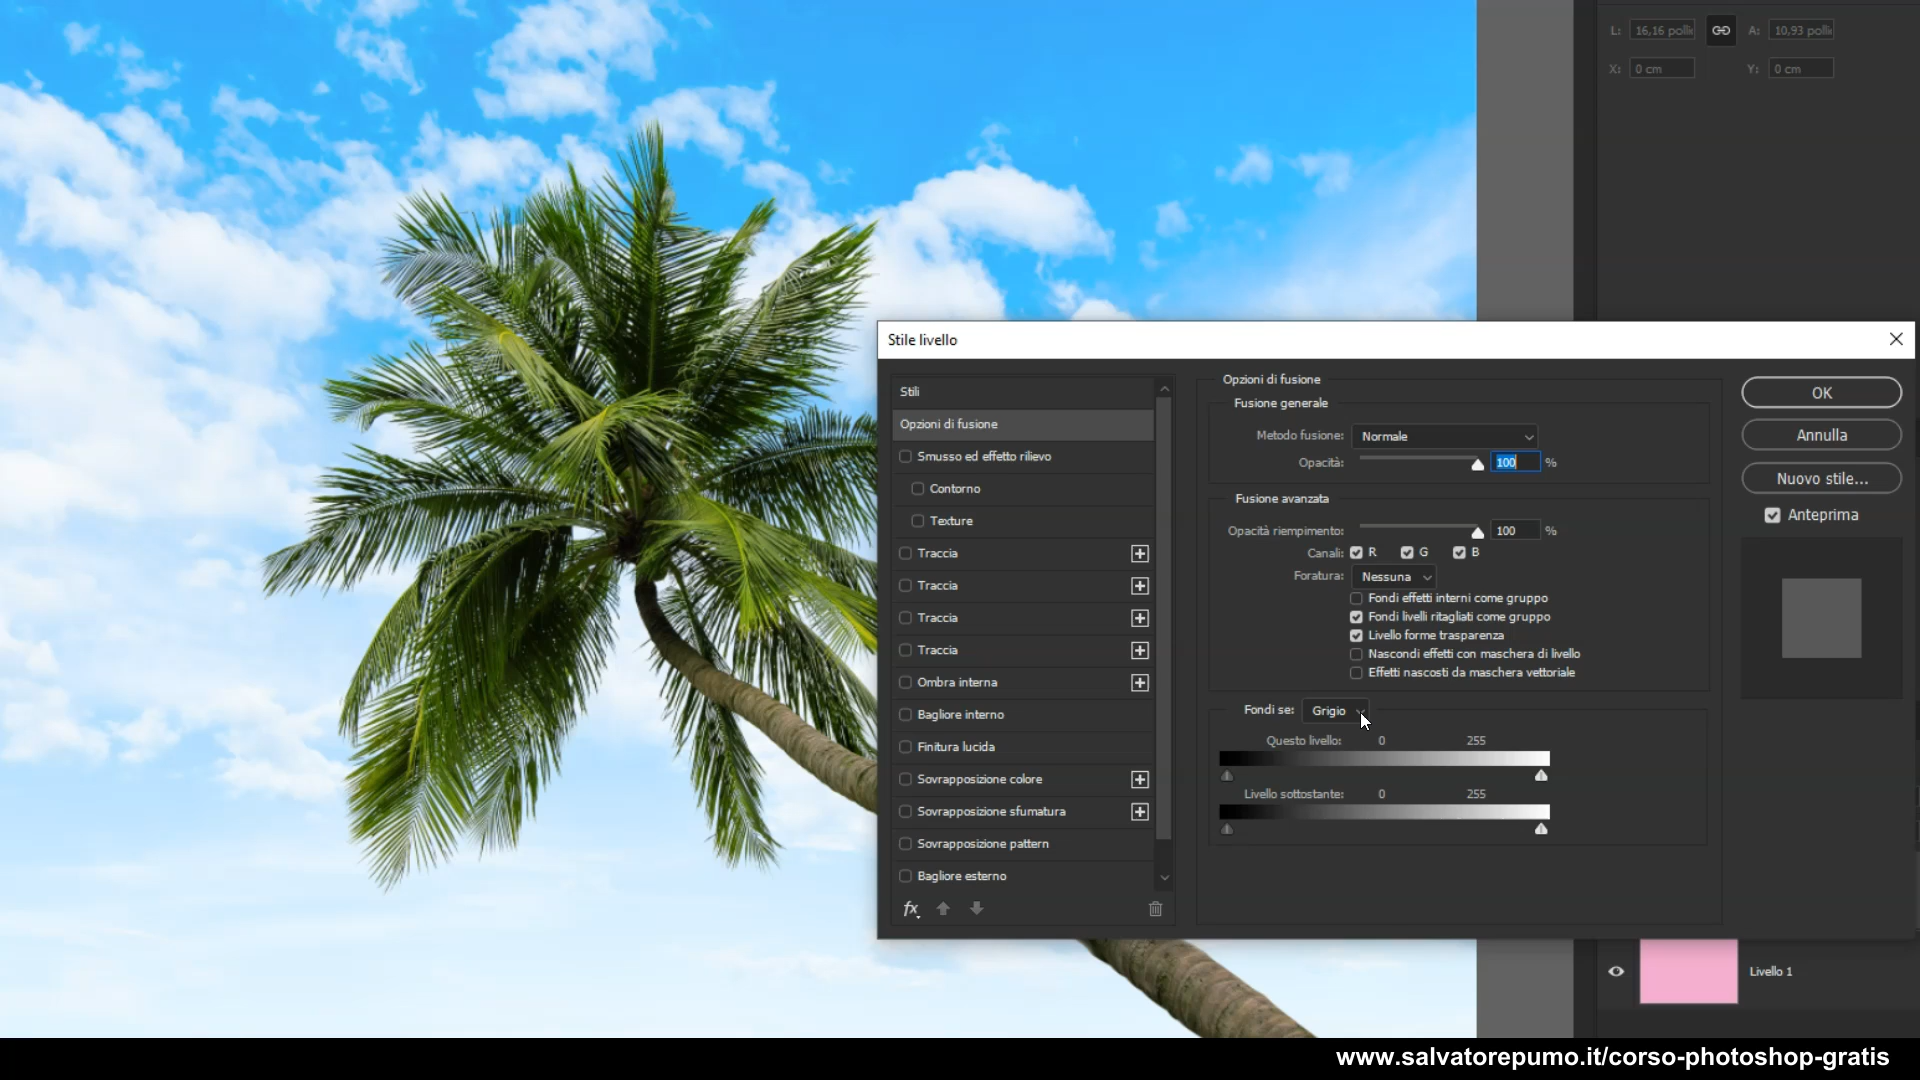 L: 16,16 polli A: 10,93 polli
X: 0 cm Y: 0 cm
Stile livello
Stili
Opzioni di fusione
Smusso ed effetto rilievo
Contorno
Texture
Traccia
Traccia
Traccia
Traccia
Ombra interna
Bagliore interno
Finitura lucida
Sovrapposizione colore
Sovrapposizione sfumatura
Sovrapposizione pattern
Bagliore esterno
fx
Opzioni di fusione
Fusione generale
Metodo fusione: Normale
Opacità: 100 %
Fusione avanzata
Opacità riempimento: 100 %
Canali: R G B
Foratura: Nessuna
Fondi effetti interni come gruppo
Fondi livelli ritagliati come gruppo
Livello forme trasparenza
Nascondi effetti con maschera di livello
Effetti nascosti da maschera vettoriale
Fondi se: Grigio
Questo livello: 0 255
Livello sottostante: 0 255
OK
Annulla
Nuovo stile...
Anteprima
Livello 1
www.salvatorepumo.it/corso-photoshop-gratis